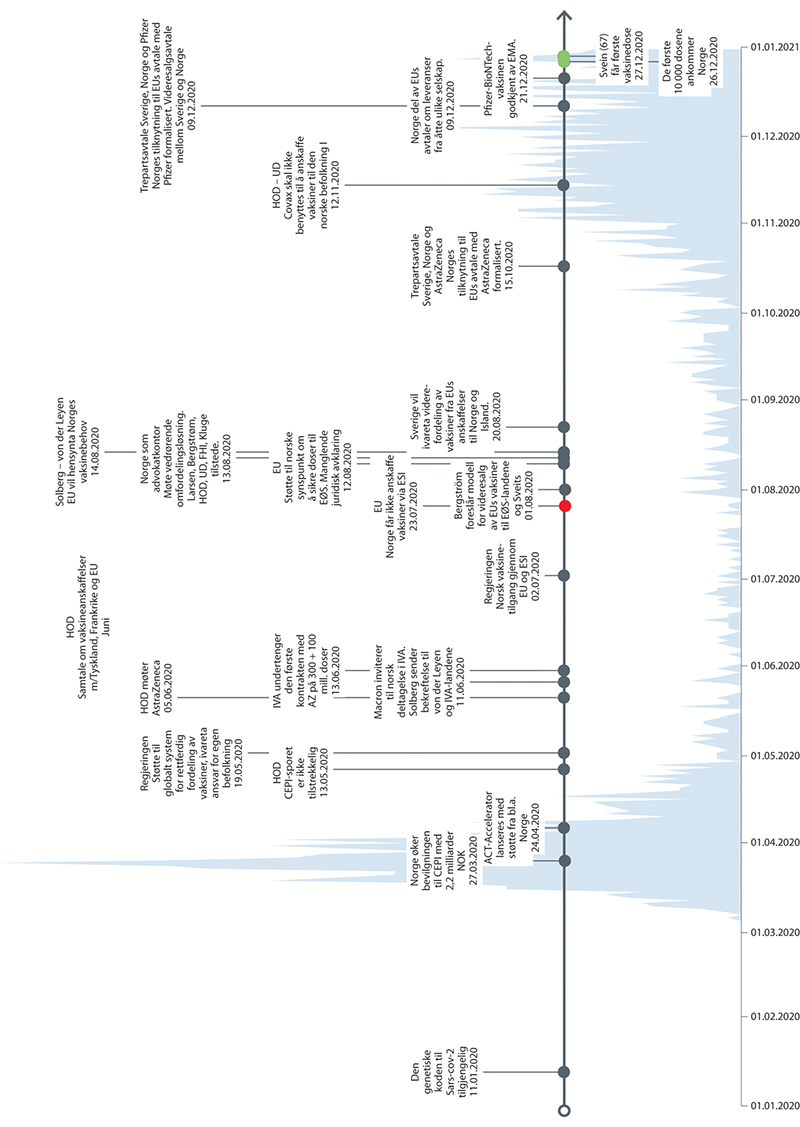 Den
genetiske
koden til
Sars-cov-2
tilgjengelig
11.01.2020
Norge øker
bevilgningen
til CEPI med
2,2 milliarder
NOK
27.03.2020
ACT-Accelerator
lanseres med
støtte fra bl.a.
Norge
24.04.2020
HOD
CEPI-sporet
er ikke
tilstrekkelig
13.05.2020
Regjeringen
Støtte til
globalt system
for rettferdig
fordeling av
vaksiner, ivareta
ansvar for egen
befolkning
19.05.2020
HOD møter
AstraZeneca
05.06.2020
Macron inviterer
til norsk
deltagelse i IVA.
Solberg sender
bekreftelse til
von der Leyen
og IVA-landene
11.06.2020
IVA undertenger
den første
kontrakten med
AZ på 300 + 100
mill. doser
13.06.2020
HOD
Samtale om vaksineanskaffelser
m/Tyskland, Frankrike og EU
Juni
Regjeringen
Norsk vaksine-
tilgang gjennom
EU og ESI
02.07.2020
EU
Norge får ikke anskaffe
vaksiner via ESI
23.07.2020
Bergström
foreslår modell
for videresalg
av EUs vaksiner
til EØS-landene
og Sveits
01.08.2020
EU
Støtte til norske
synspunkt om
å sikre doser til
EØS. Manglende
juridisk avklaring
12.08.2020
Norge som
advokatkontor
Møte vedrørende
omfordelingsløsning.
Larsen, Bergstrøm,
HOD, UD, FHI, Kluge
tilstede.
13.08.2020
Solberg – von der Leyen
EU vil hensynta Norges
vaksinebehov
14.08.2020
Sverige vil
ivareta videre-
fordeling av
vaksiner fra EUs
anskaffelser
til Norge og
Island.
20.08.2020
Trepartsavtale
Sverige, Norge og
AstraZeneca
Norges
tilknytning til
EUs avtale med
AstraZeneca
formalisert.
15.10.2020
HOD – UD
Covax skal ikke
benyttes til å anskaffe
vaksiner til den
norske befolkning I
12.11.2020
Trepartsavtale Sverige, Norge og Pfizer
Norges tilknytning til EUs avtale med
Pfizer formalisert. Videresalgsavtale
mellom Sverige og Norge
09.12.2020
Norge del av EUs
avtaler om leveranser
fra åtte ulike selskap.
09.12.2020
Pfizer-BioNTech-
vaksinen
godkjent av EMA.
21.12.2020
Svein (67)
får første
vaksinedose
27.12.2020
De første
10 000 dosene
ankommer
Norge
26.12.2020
01.01.2020
01.02.2020
01.03.2020
01.04.2020
01.05.2020
01.06.2020
01.07.2020
01.08.2020
01.09.2020
01.10.2020
01.11.2020
01.12.2020
01.01.2021